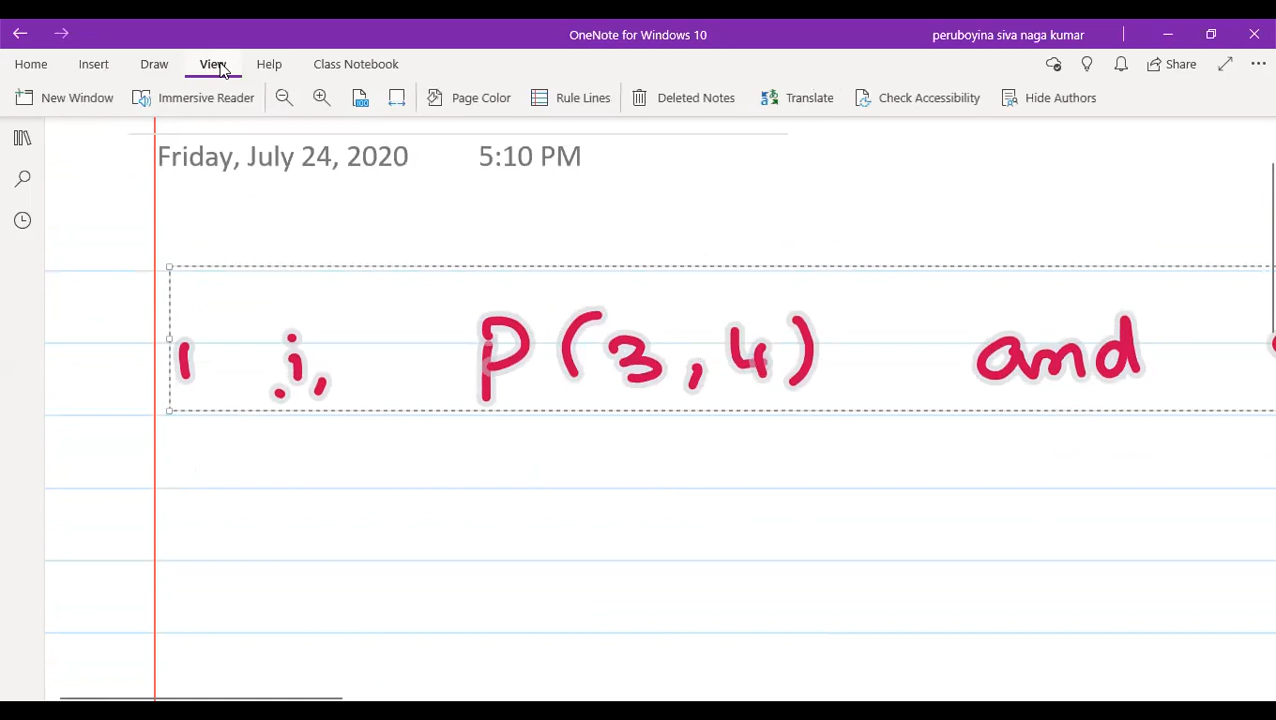 OneNote for Windows 10 peruboyina siva naga kumar
Home Insert Draw View Help Class Notebook Share
New Window Immersive Reader Page Color Rule Lines Deleted Notes Translate Check Accessibility Hide Authors
Friday, July 24, 2020 5:10 PM
1 i, P(3,4) and